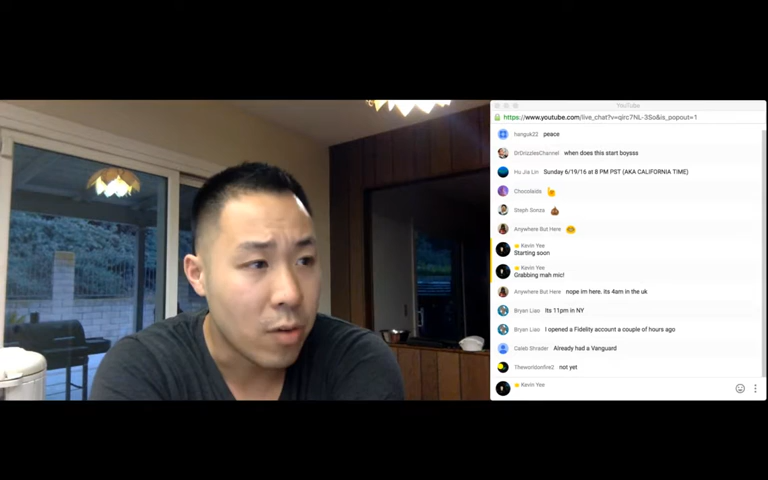 YouTube
https://www.youtube.com/live_chat?v=qirc7NL-3So&is_popout=1
hanguk22 peace
DrDrizzlesChannel when does this start boysss
Hu Jia Lin Sunday 6/19/16 at 8 PM PST (AKA CALIFORNIA TIME)
Chocolaids
Steph Sonza
Anywhere But Here
Kevin Yee
Starting soon
Kevin Yee
Grabbing mah mic!
Anywhere But Here nope im here. its 4am in the uk
Bryan Liao Its 11pm in NY
Bryan Liao I opened a Fidelity account a couple of hours ago
Caleb Shrader Already had a Vanguard
Theworldonfire2 not yet
Kevin Yee